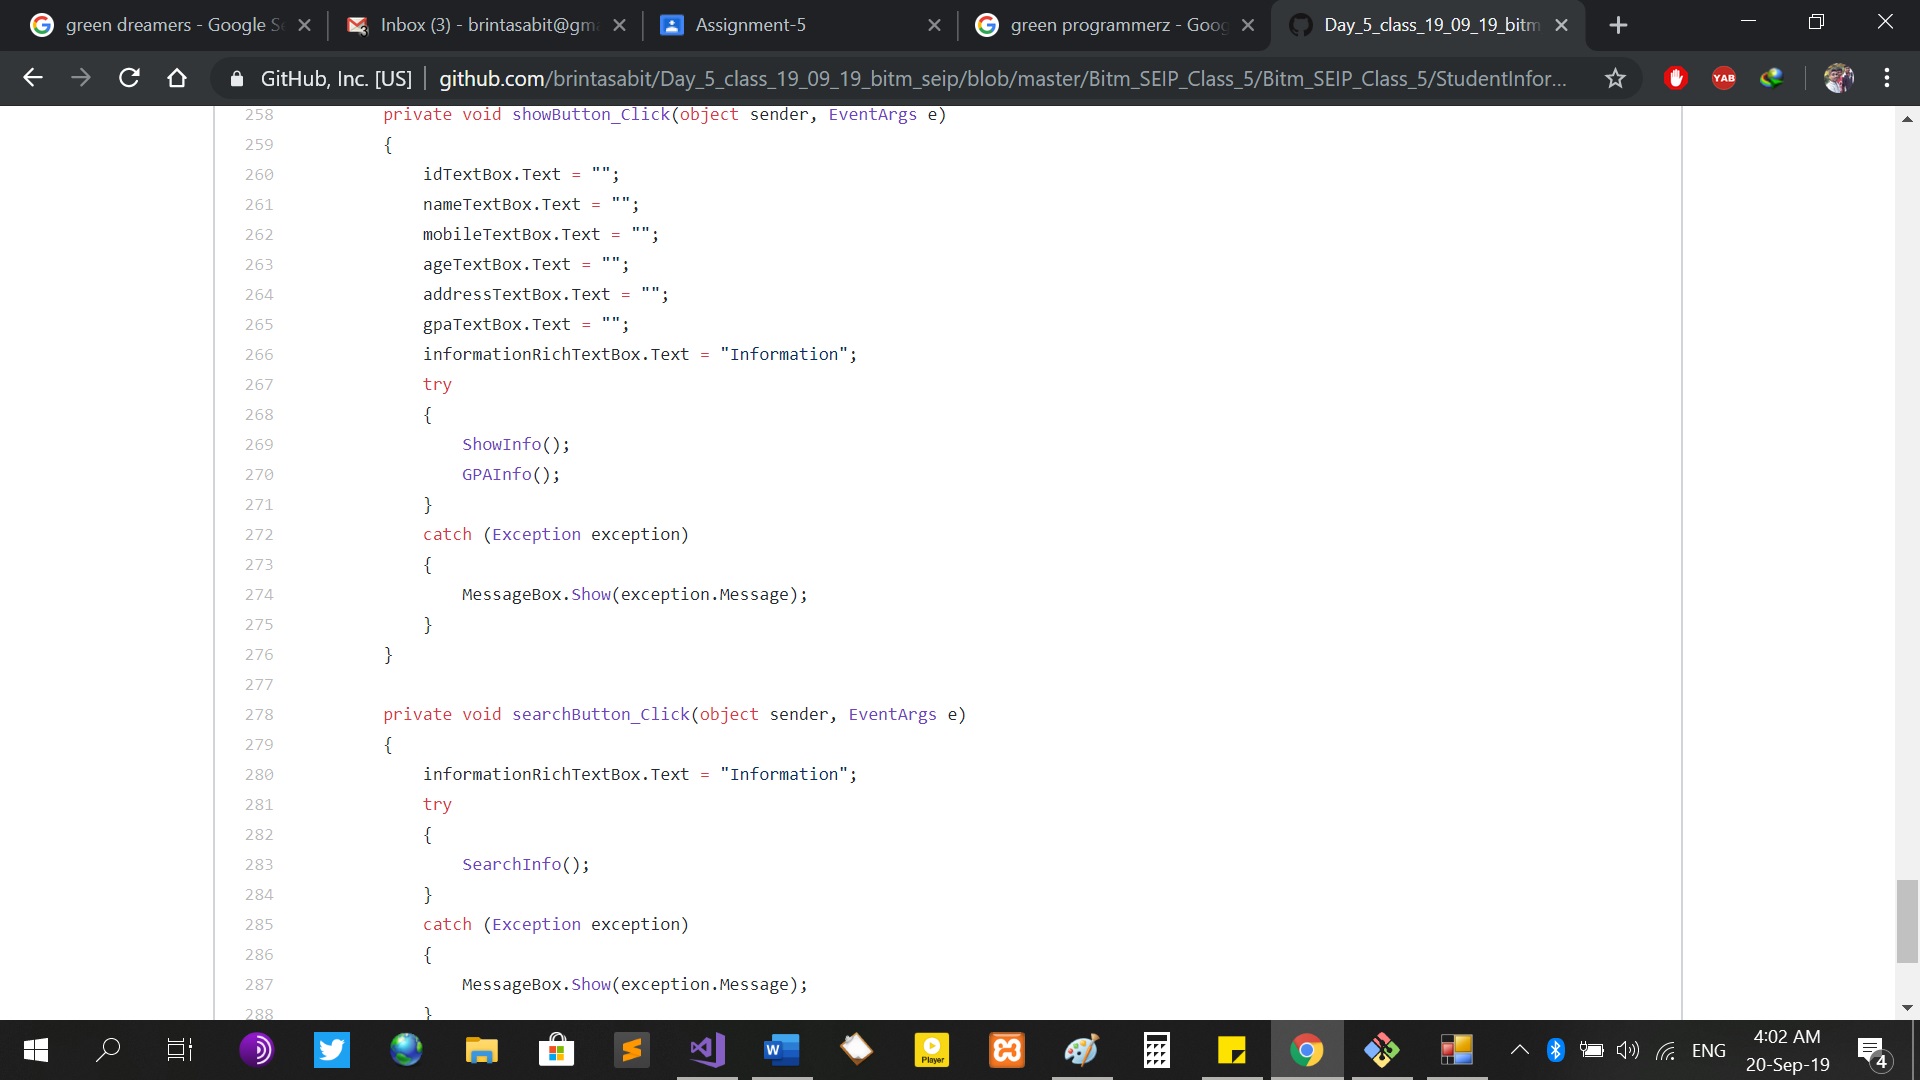 green dreamers - Google Se
Inbox (3) - brintasabit@gma
Assignment-5
green programmerz - Goog
Day_5_class_19_09_19_bitm
GitHub, Inc. [US]
github.com/brintasabit/Day_5_class_19_09_19_bitm_seip/blob/master/Bitm_SEIP_Class_5/Bitm_SEIP_Class_5/StudentInfor...
YAB
258 private void showButton_Click(object sender, EventArgs e)
259 {
260 idTextBox.Text = "";
261 nameTextBox.Text = "";
262 mobileTextBox.Text = "";
263 ageTextBox.Text = "";
264 addressTextBox.Text = "";
265 gpaTextBox.Text = "";
266 informationRichTextBox.Text = "Information";
267 try
268 {
269 ShowInfo();
270 GPAInfo();
271 }
272 catch (Exception exception)
273 {
274 MessageBox.Show(exception.Message);
275 }
276 }
277
278 private void searchButton_Click(object sender, EventArgs e)
279 {
280 informationRichTextBox.Text = "Information";
281 try
282 {
283 SearchInfo();
284 }
285 catch (Exception exception)
286 {
287 MessageBox.Show(exception.Message);
288 }
Player
ENG
4:02 AM
20-Sep-19
4